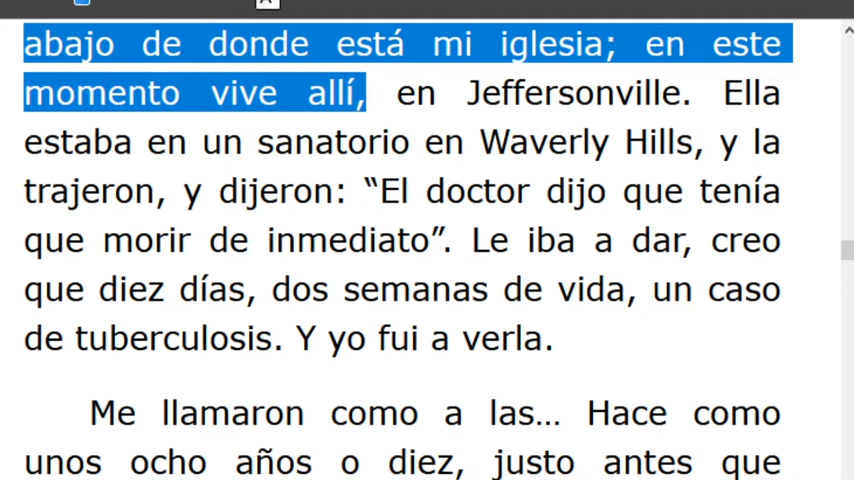 abajo de donde está mi iglesia; en este
momento vive allí, en Jeffersonville. Ella
estaba en un sanatorio en Waverly Hills, y la
trajeron, y dijeron: “El doctor dijo que tenía
que morir de inmediato”. Le iba a dar, creo
que diez días, dos semanas de vida, un caso
de tuberculosis. Y yo fui a verla.
Me llamaron como a las… Hace como
unos ocho años o diez, justo antes que